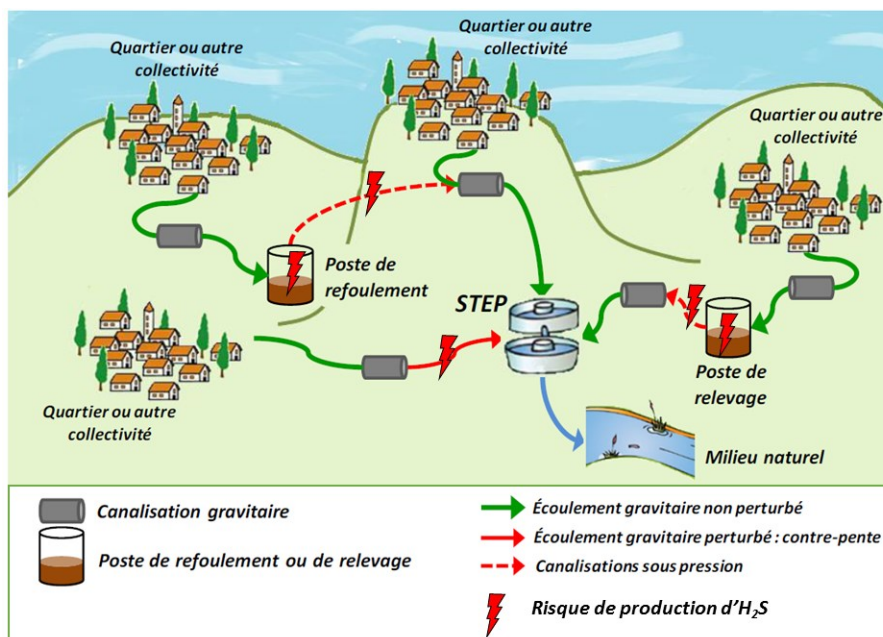 Quartier ou autre
collectivité
Quartier ou autre
collectivité
Quartier ou autre
collectivité
Poste de
refoulement
STEP
Poste de
relevage
Quartier ou autre
collectivité
Milieu naturel
Canalisation gravitaire
Poste de refoulement ou de relevage
Écoulement gravitaire non perturbé
Écoulement gravitaire perturbé : contre-pente
Canalisations sous pression
Risque de production d'H₂S